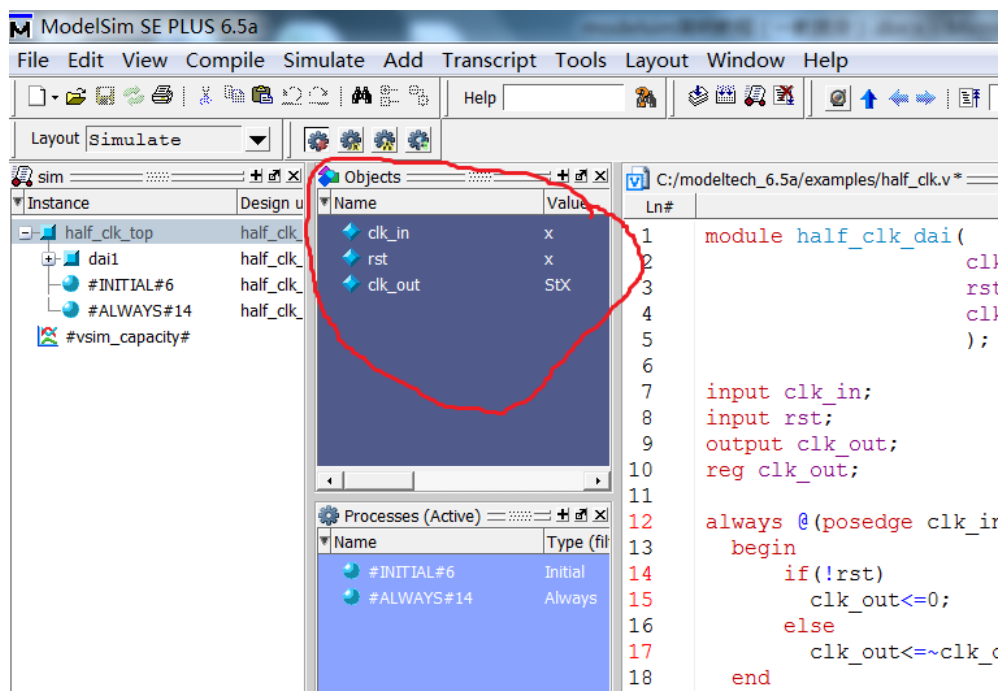 ModelSim SE PLUS 6.5a
File Edit View Compile Simulate Add Transcript Tools Layout Window Help
Help
Layout Simulate
sim
Instance Design u
half_clk_top half_clk_
dai1 half_clk_
#INITIAL#6 half_clk_
#ALWAYS#14 half_clk_
#vsim_capacity#
Objects
Name Value
clk_in x
rst x
clk_out StX
Processes (Active)
Name Type (filt
#INITIAL#6 Initial
#ALWAYS#14 Always
C:/modeltech_6.5a/examples/half_clk.v *
Ln#
1 module half_clk_dai(
2 clk
3 rst
4 clk
5 );
6
7 input clk_in;
8 input rst;
9 output clk_out;
10 reg clk_out;
11
12 always @(posedge clk_in
13 begin
14 if(!rst)
15 clk_out<=0;
16 else
17 clk_out<=~clk_o
18 end